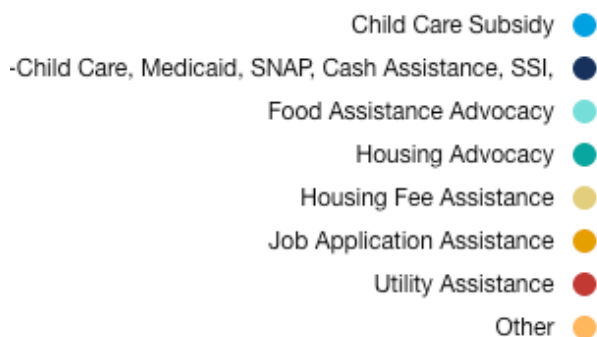 Child Care Subsidy
-Child Care, Medicaid, SNAP, Cash Assistance, SSI,
Food Assistance Advocacy
Housing Advocacy
Housing Fee Assistance
Job Application Assistance
Utility Assistance
Other